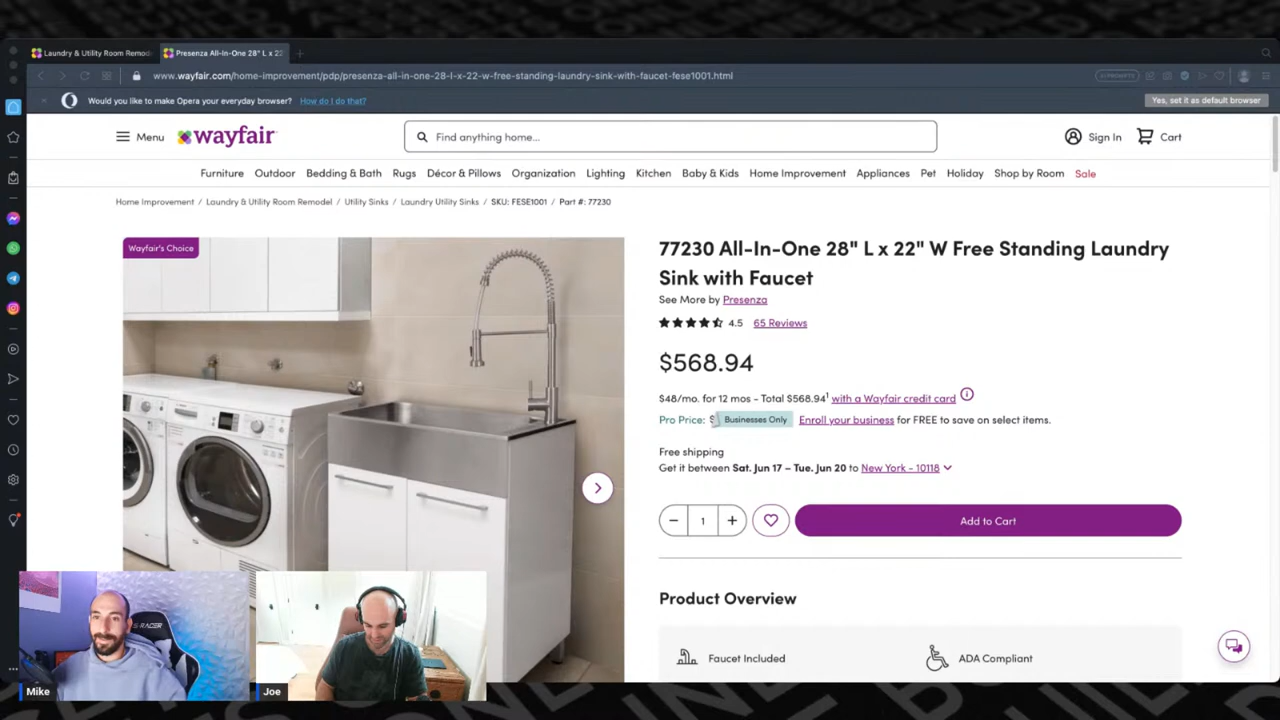 Laundry & Utility Room Remod
Presenza All-In-One 28" L x 22
www.wayfair.com/home-improvement/pdp/presenza-all-in-one-28-l-x-22-w-free-standing-laundry-sink-with-faucet-fese1001.html
Would you like to make Opera your everyday browser? How do I do that?
Yes, set it as default browser
Menu
wayfair
Find anything home...
Sign In
Cart
Furniture Outdoor Bedding & Bath Rugs Décor & Pillows Organization Lighting Kitchen Baby & Kids Home Improvement Appliances Pet Holiday Shop by Room Sale
Home Improvement / Laundry & Utility Room Remodel / Utility Sinks / Laundry Utility Sinks / SKU: FESE1001 / Part #: 77230
Wayfair's Choice
77230 All-In-One 28" L x 22" W Free Standing Laundry
Sink with Faucet
See More by Presenza
4.5 65 Reviews
$568.94
$48/mo. for 12 mos - Total $568.94¹ with a Wayfair credit card
Pro Price: $ Businesses Only Enroll your business for FREE to save on select items.
Free shipping
Get it between Sat. Jun 17 – Tue. Jun 20 to New York - 10118
1
Add to Cart
Product Overview
Faucet Included
ADA Compliant
Mike
Joe